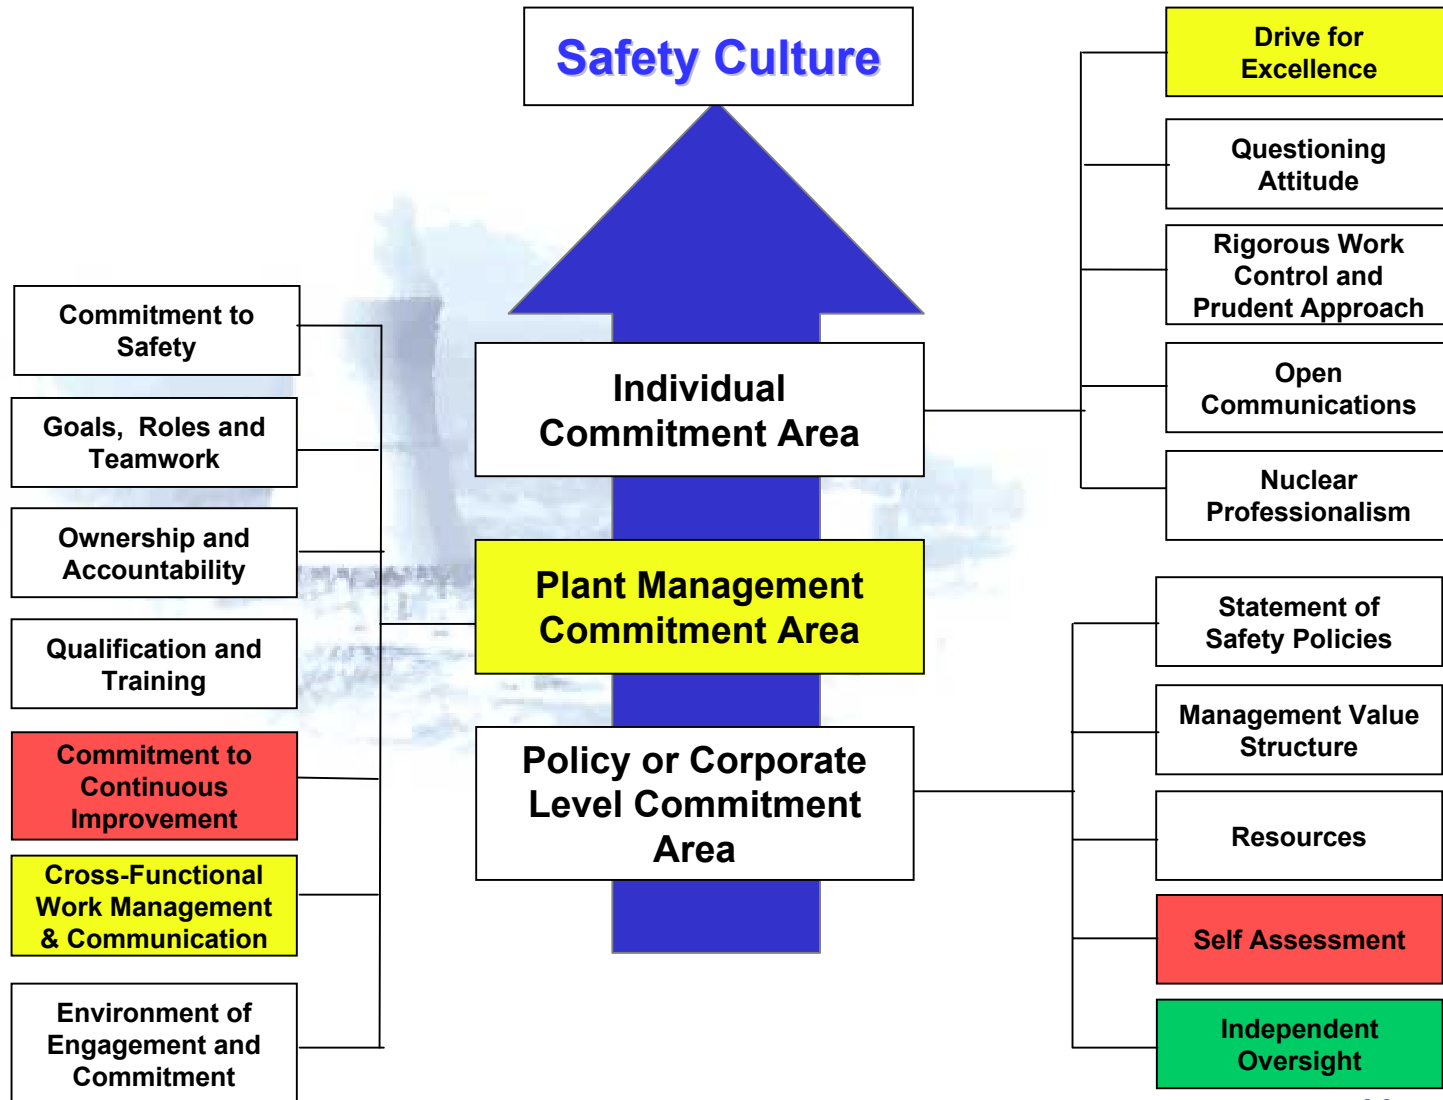 Safety Culture
Drive for
Excellence
Questioning
Attitude
Rigorous Work
Control and
Prudent Approach
Open
Communications
Nuclear
Professionalism
Individual
Commitment Area
Commitment to
Safety
Goals, Roles and
Teamwork
Ownership and
Accountability
Qualification and
Training
Commitment to
Continuous
Improvement
Cross-Functional
Work Management
& Communication
Environment of
Engagement and
Commitment
Plant Management
Commitment Area
Policy or Corporate
Level Commitment
Area
Statement of
Safety Policies
Management Value
Structure
Resources
Self Assessment
Independent
Oversight